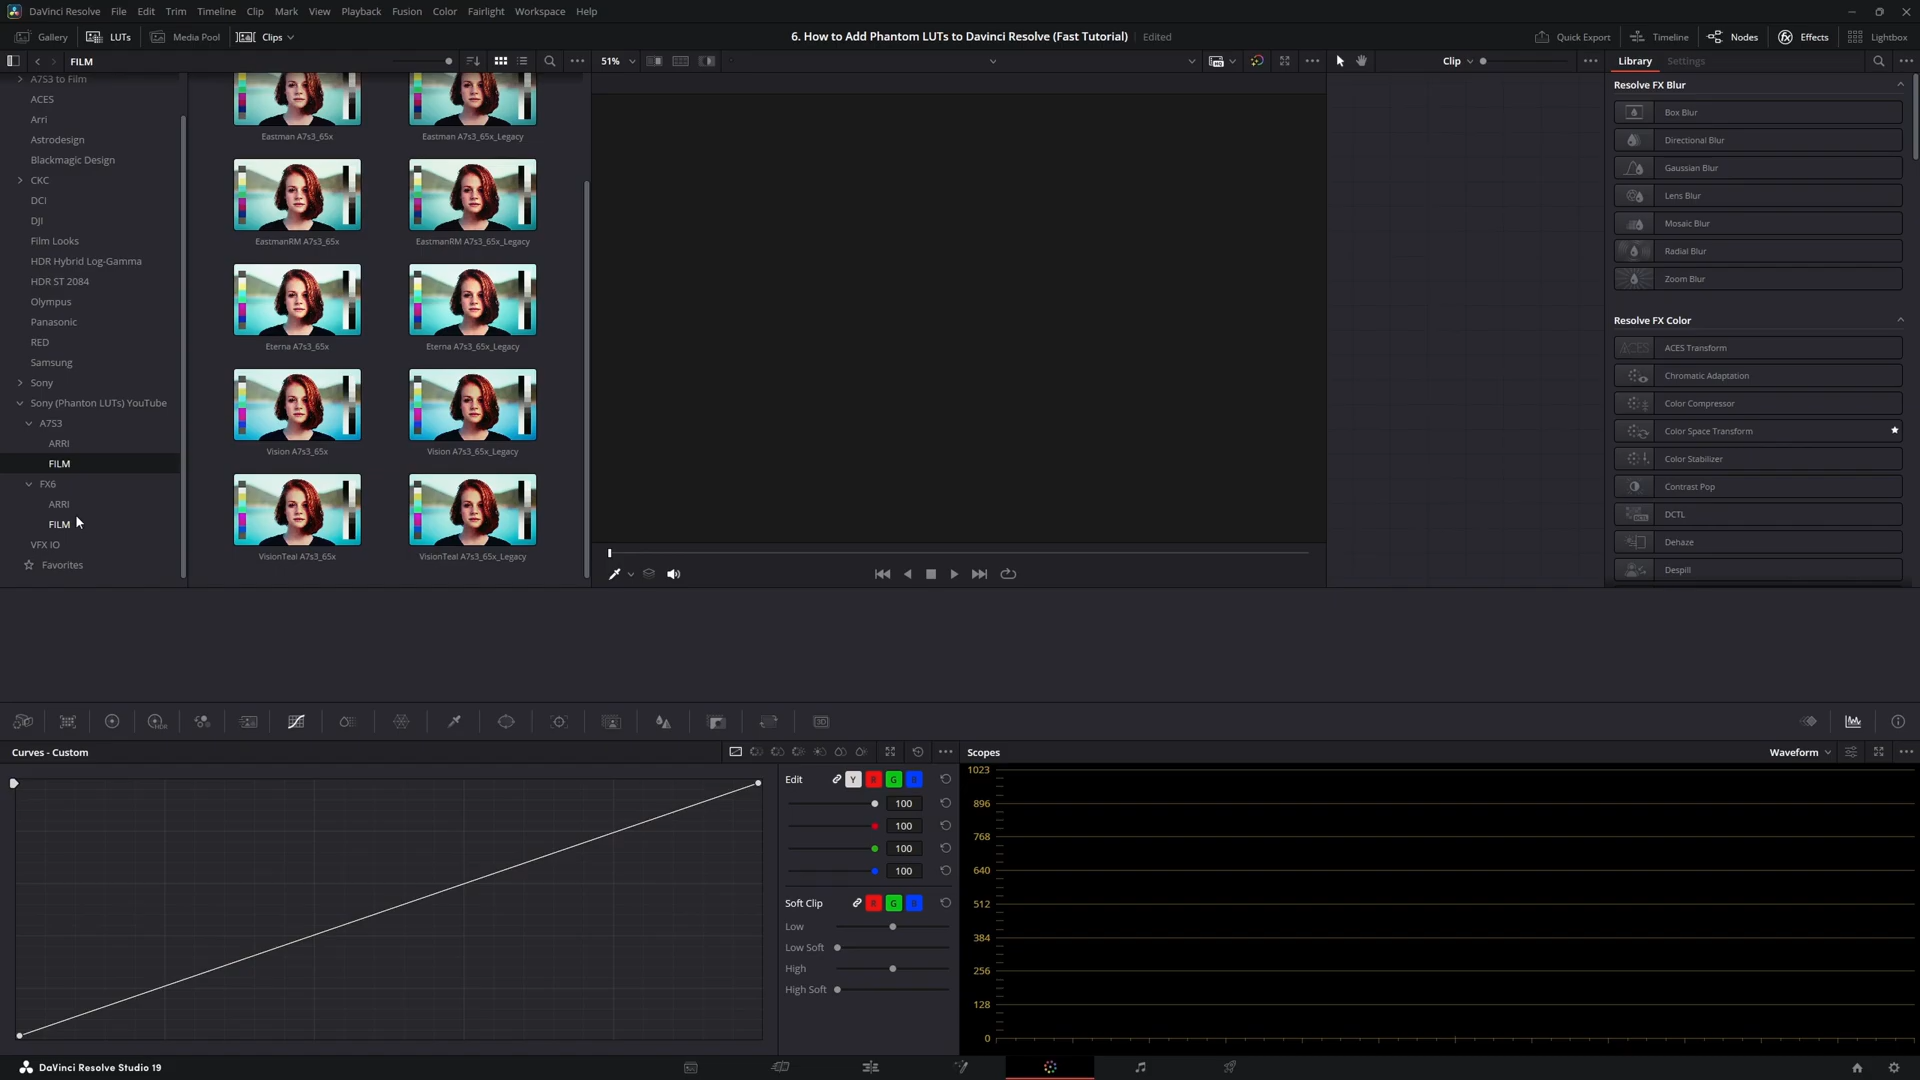 DaVinci Resolve File Edit Trim Timeline Clip Mark View Playback Fusion Color Fairlight Workspace Help
Gallery LUTs Media Pool Clips 6. How to Add Phantom LUTs to Davinci Resolve (Fast Tutorial) Edited Quick Export Timeline Nodes Effects Lightbox
FILM 51% Clip Library Settings
A7S3 to Film
ACES
Arri
Astrodesign
Blackmagic Design
CKC
DCI
DJI
Film Looks
HDR Hybrid Log-Gamma
HDR ST 2084
Olympus
Panasonic
RED
Samsung
Sony
Sony (Phanton LUTs) YouTube
A7S3
ARRI
FILM
FX6
ARRI
FILM
VFX IO
Favorites
Eastman A7s3_65x Eastman A7s3_65x_Legacy
EastmanRM A7s3_65x EastmanRM A7s3_65x_Legacy
Eterna A7s3_65x Eterna A7s3_65x_Legacy
Vision A7s3_65x Vision A7s3_65x_Legacy
VisionTeal A7s3_65x VisionTeal A7s3_65x_Legacy
Resolve FX Blur
Box Blur
Directional Blur
Gaussian Blur
Lens Blur
Mosaic Blur
Radial Blur
Zoom Blur
Resolve FX Color
ACES ACES Transform
Chromatic Adaptation
Color Compressor
Color Space Transform
Color Stabilizer
Contrast Pop
DCTL DCTL
Dehaze
Despill
HDR
3D
Curves - Custom
Edit Y R G B
100
100
100
100
Soft Clip R G B
Low
Low Soft
High
High Soft
Scopes Waveform
1023
896
768
640
512
384
256
128
0
DaVinci Resolve Studio 19